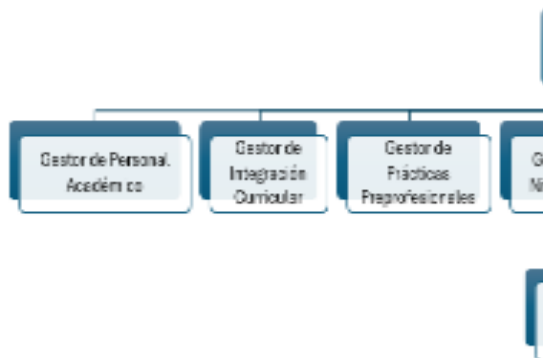 Gestor de Personal
Académico
Gestor de
Integración
Curricular
Gestor de
Prácticas
Preprofesionales